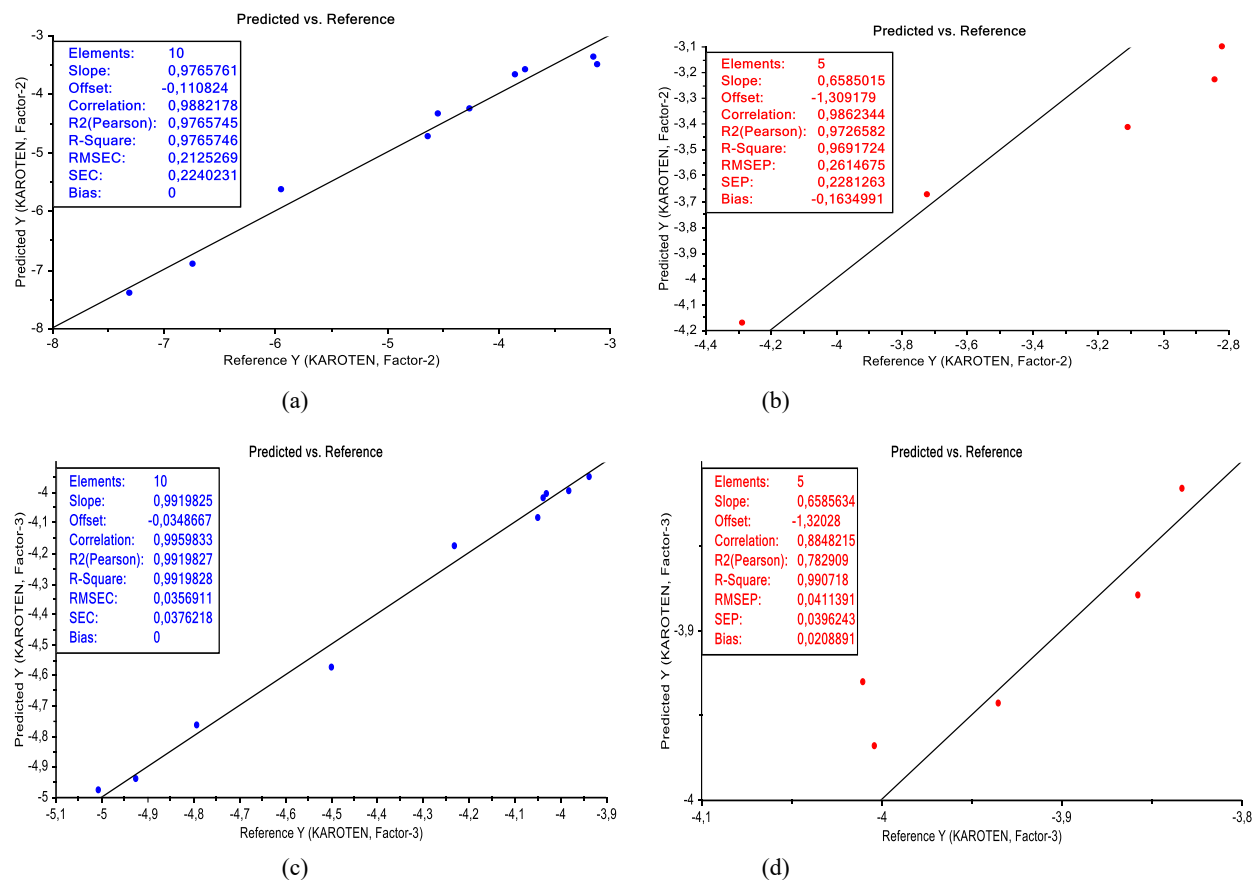 Predicted vs. Reference
Elements: 10
Slope: 0,9765761
Offset: -0,110824
Correlation: 0,9882178
R2(Pearson): 0,9765745
R-Square: 0,9765746
RMSEC: 0,2125269
SEC: 0,2240231
Bias: 0
Predicted Y (KAROTEN, Factor-2)
-3
-4
-5
-6
-7
-8
-8 -7 -6 -5 -4 -3
Reference Y (KAROTEN, Factor-2)
(a)
Predicted vs. Reference
Elements: 5
Slope: 0,6585015
Offset: -1,309179
Correlation: 0,9862344
R2(Pearson): 0,9726582
R-Square: 0,9691724
RMSEP: 0,2614675
SEP: 0,2281263
Bias: -0,1634991
Predicted Y (KAROTEN, Factor-2)
-3,1
-3,2
-3,3
-3,4
-3,5
-3,6
-3,7
-3,8
-3,9
-4
-4,1
-4,2
-4,4 -4,2 -4 -3,8 -3,6 -3,4 -3,2 -3 -2,8
Reference Y (KAROTEN, Factor-2)
(b)
Predicted vs. Reference
Elements: 10
Slope: 0,9919825
Offset: -0,0348667
Correlation: 0,9959833
R2(Pearson): 0,9919827
R-Square: 0,9919828
RMSEC: 0,0356911
SEC: 0,0376218
Bias: 0
Predicted Y (KAROTEN, Factor-3)
-4
-4,1
-4,2
-4,3
-4,4
-4,5
-4,6
-4,7
-4,8
-4,9
-5
-5,1 -5 -4,9 -4,8 -4,7 -4,6 -4,5 -4,4 -4,3 -4,2 -4,1 -4 -3,9
Reference Y (KAROTEN, Factor-3)
(c)
Predicted vs. Reference
Elements: 5
Slope: 0,6585634
Offset: -1,32028
Correlation: 0,8848215
R2(Pearson): 0,782909
R-Square: 0,990718
RMSEP: 0,0411391
SEP: 0,0396243
Bias: 0,0208891
Predicted Y (KAROTEN, Factor-3)
-3,9
-4
-4,1 -4 -3,9 -3,8
Reference Y (KAROTEN, Factor-3)
(d)